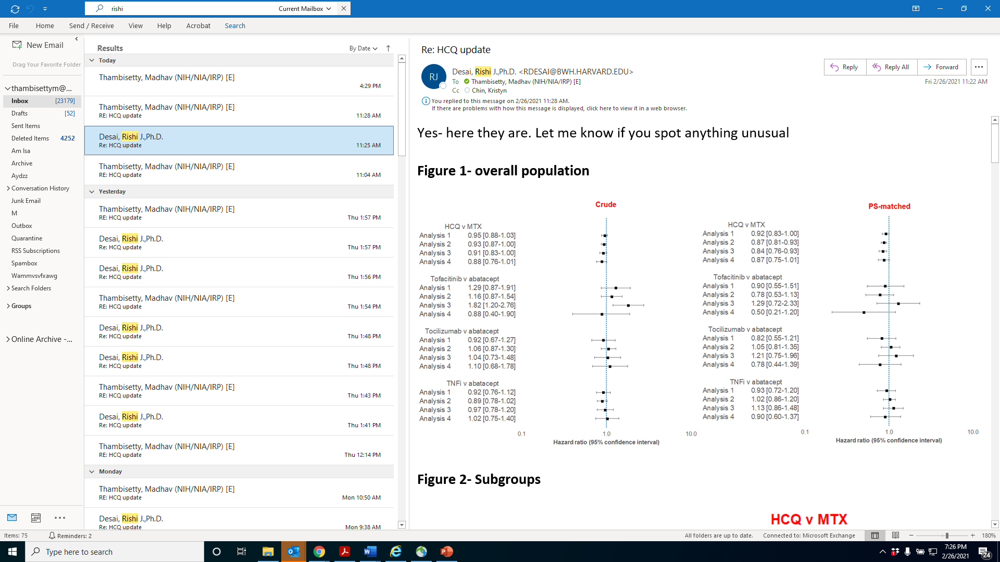 rishi
Current Mailbox
File Home Send / Receive View Help Acrobat Search
New Email
Drag Your Favorite Folder
thambisettym@...
Inbox [23179]
Drafts [52]
Sent Items
Deleted Items 4252
Am Isa
Archive
Aydzz
Conversation History
Junk Email
M
Outbox
Quarantine
RSS Subscriptions
Spambox
Wammvsvfxawg
Search Folders
Groups
Online Archive -...
Results By Date
Today
Thambisetty, Madhav (NIH/NIA/IRP) [E]
4:29 PM
Thambisetty, Madhav (NIH/NIA/IRP) [E]
RE: HCQ update 11:28 AM
Desai, Rishi J.,Ph.D.
Re: HCQ update 11:25 AM
Thambisetty, Madhav (NIH/NIA/IRP) [E]
RE: HCQ update 11:04 AM
Yesterday
Thambisetty, Madhav (NIH/NIA/IRP) [E]
RE: HCQ update Thu 1:57 PM
Desai, Rishi J.,Ph.D.
Re: HCQ update Thu 1:57 PM
Desai, Rishi J.,Ph.D.
Re: HCQ update Thu 1:56 PM
Thambisetty, Madhav (NIH/NIA/IRP) [E]
RE: HCQ update Thu 1:54 PM
Desai, Rishi J.,Ph.D.
Re: HCQ update Thu 1:48 PM
Desai, Rishi J.,Ph.D.
Re: HCQ update Thu 1:48 PM
Thambisetty, Madhav (NIH/NIA/IRP) [E]
RE: HCQ update Thu 1:43 PM
Desai, Rishi J.,Ph.D.
Re: HCQ update Thu 1:41 PM
Thambisetty, Madhav (NIH/NIA/IRP) [E]
RE: HCQ update Thu 12:14 PM
Monday
Thambisetty, Madhav (NIH/NIA/IRP) [E]
RE: HCQ update Mon 10:50 AM
Desai, Rishi J.,Ph.D.
Re: HCQ update Mon 9:38 AM
Re: HCQ update
RJ
Desai, Rishi J.,Ph.D. <RDESAI@BWH.HARVARD.EDU>
To Thambisetty, Madhav (NIH/NIA/IRP) [E]
Cc Chin, Kristyn
Reply Reply All Forward
Fri 2/26/2021 11:22 AM
You replied to this message on 2/26/2021 11:28 AM.
If there are problems with how this message is displayed, click here to view it in a web browser.
Yes- here they are. Let me know if you spot anything unusual
Figure 1- overall population
Crude
HCQ v MTX
Analysis 1 0.95 [0.88-1.03]
Analysis 2 0.93 [0.87-1.00]
Analysis 3 0.91 [0.83-1.00]
Analysis 4 0.88 [0.76-1.01]
Tofacitinib v abatacept
Analysis 1 1.29 [0.87-1.91]
Analysis 2 1.16 [0.87-1.54]
Analysis 3 1.82 [1.20-2.76]
Analysis 4 0.88 [0.40-1.90]
Tocilizumab v abatacept
Analysis 1 0.92 [0.67-1.27]
Analysis 2 1.06 [0.87-1.30]
Analysis 3 1.04 [0.73-1.48]
Analysis 4 1.10 [0.68-1.78]
TNFi v abatacept
Analysis 1 0.92 [0.76-1.12]
Analysis 2 0.89 [0.78-1.02]
Analysis 3 0.97 [0.78-1.20]
Analysis 4 1.02 [0.75-1.40]
0.1 1.0 10.0
Hazard ratio (95% confidence interval)
PS-matched
HCQ v MTX
Analysis 1 0.92 [0.83-1.00]
Analysis 2 0.87 [0.81-0.93]
Analysis 3 0.84 [0.76-0.93]
Analysis 4 0.87 [0.75-1.01]
Tofacitinib v abatacept
Analysis 1 0.90 [0.55-1.51]
Analysis 2 0.78 [0.53-1.13]
Analysis 3 1.29 [0.72-2.33]
Analysis 4 0.50 [0.21-1.20]
Tocilizumab v abatacept
Analysis 1 0.82 [0.55-1.21]
Analysis 2 1.05 [0.81-1.35]
Analysis 3 1.21 [0.75-1.96]
Analysis 4 0.78 [0.44-1.39]
TNFi v abatacept
Analysis 1 0.93 [0.72-1.20]
Analysis 2 1.02 [0.86-1.20]
Analysis 3 1.13 [0.86-1.48]
Analysis 4 0.90 [0.60-1.37]
0.1 1.0 10.0
Hazard ratio (95% confidence interval)
Figure 2- Subgroups
HCQ v MTX
Items: 75 Reminders: 2 All folders are up to date. Connected to: Microsoft Exchange 180%
Type here to search
7:26 PM
2/26/2021
24